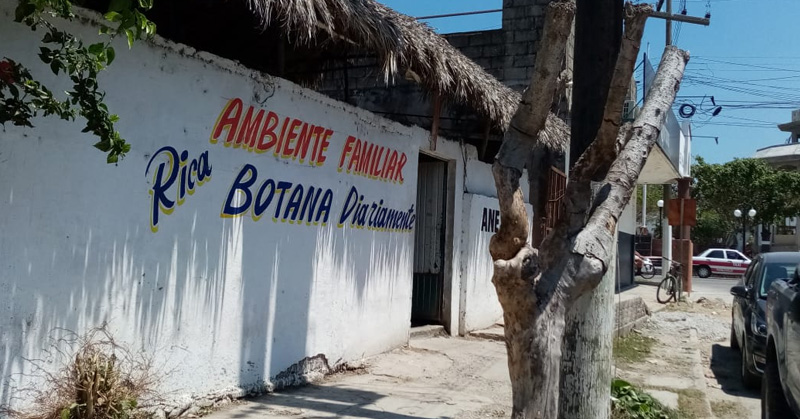 AMBIENTE FAMILIAR
Rica BOTANA Diariamente
ANE